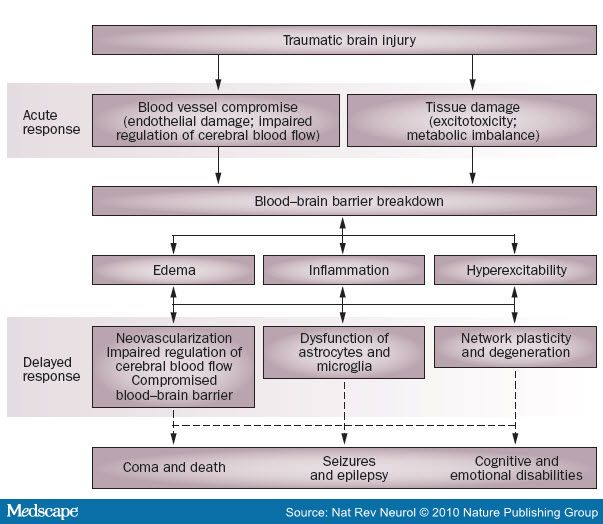 Traumatic brain injury
Acute
response
Blood vessel compromise
(endothelial damage; impaired
regulation of cerebral blood flow)
Tissue damage
(excitotoxicity;
metabolic imbalance)
Blood–brain barrier breakdown
Edema
Inflammation
Hyperexcitability
Delayed
response
Neovascularization
Impaired regulation of
cerebral blood flow
Compromised
blood–brain barrier
Dysfunction of
astrocytes and
microglia
Network plasticity
and degeneration
Coma and death
Seizures
and epilepsy
Cognitive and
emotional disabilities
Medscape
Source: Nat Rev Neurol © 2010 Nature Publishing Group